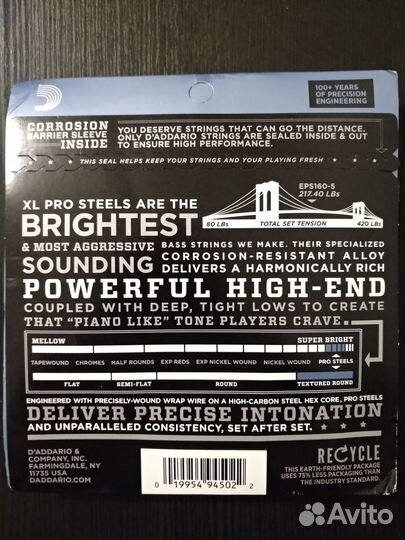 100+ YEARS
OF PRECISION
ENGINEERING
CORROSION
BARRIER SLEEVE
INSIDE
YOU DESERVE STRINGS THAT CAN GO THE DISTANCE.
ONLY D'ADDARIO STRINGS ARE SEALED INSIDE & OUT
TO ENSURE HIGH PERFORMANCE.
THIS SEAL HELPS KEEP YOUR STRINGS AND YOUR PLAYING FRESH
EPS160-5
217.40 LBs
80 LBs
TOTAL SET TENSION
420 LBs
XL PRO STEELS ARE THE
BRIGHTEST
& MOST AGGRESSIVE
SOUNDING
BASS STRINGS WE MAKE. THEIR SPECIALIZED
CORROSION-RESISTANT ALLOY
DELIVERS A HARMONICALLY RICH
POWERFUL HIGH-END
COUPLED WITH DEEP, TIGHT LOWS TO CREATE
THAT "PIANO LIKE" TONE PLAYERS CRAVE.
MELLOW
SUPER BRIGHT
TAPEWOUND
CHROMES
HALF ROUNDS
EXP REDS
EXP NICKEL WOUND
NICKEL WOUND
PRO STEELS
FLAT
SEMI-FLAT
ROUND
TEXTURED ROUND
ENGINEERED WITH PRECISELY-WOUND WRAP WIRE ON A HIGH-CARBON STEEL HEX CORE, PRO STEELS
DELIVER PRECISE INTONATION
AND UNPARALLELED CONSISTENCY, SET AFTER SET.
D'ADDARIO &
COMPANY, INC.
FARMINGDALE, NY
11735 USA
DADDARIO.COM
0 19954 94502 2
RECYCLE
THIS EARTH-FRIENDLY PACKAGE
USES 75% LESS PACKAGING THAN
THE INDUSTRY STANDARD.
Avito